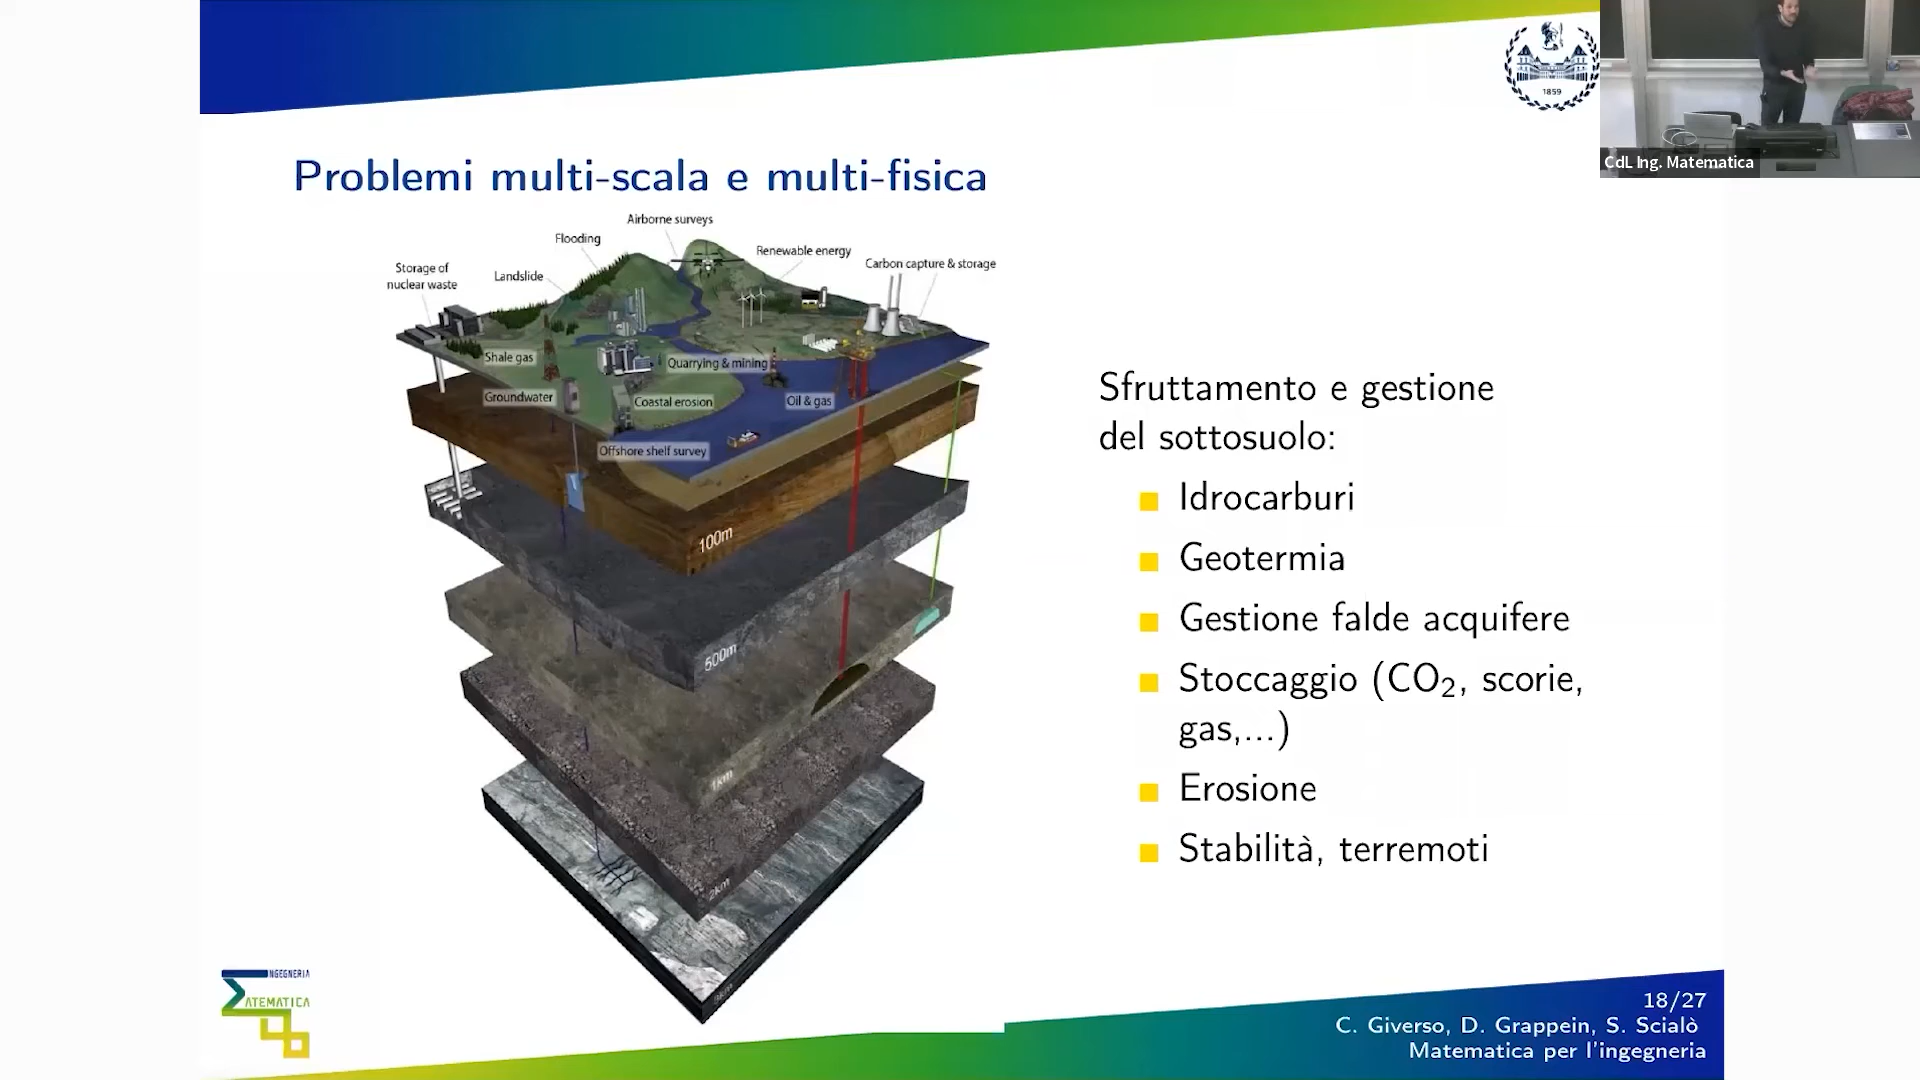 1859
CdL Ing. Matematica
Problemi multi-scala e multi-fisica
Airborne surveys
Flooding
Renewable energy
Storage of
nuclear waste
Landslide
Carbon capture & storage
Shale gas
Quarrying & mining
Groundwater
Coastal erosion
Oil & gas
Offshore shelf survey
100m
500m
1km
2km
Sfruttamento e gestione
del sottosuolo:
Idrocarburi
Geotermia
Gestione falde acquifere
Stoccaggio (CO₂, scorie,
gas,...)
Erosione
Stabilità, terremoti
NGEGNERIA
ATEMATICA
18/27
C. Giverso, D. Grappein, S. Scialò
Matematica per l'ingegneria